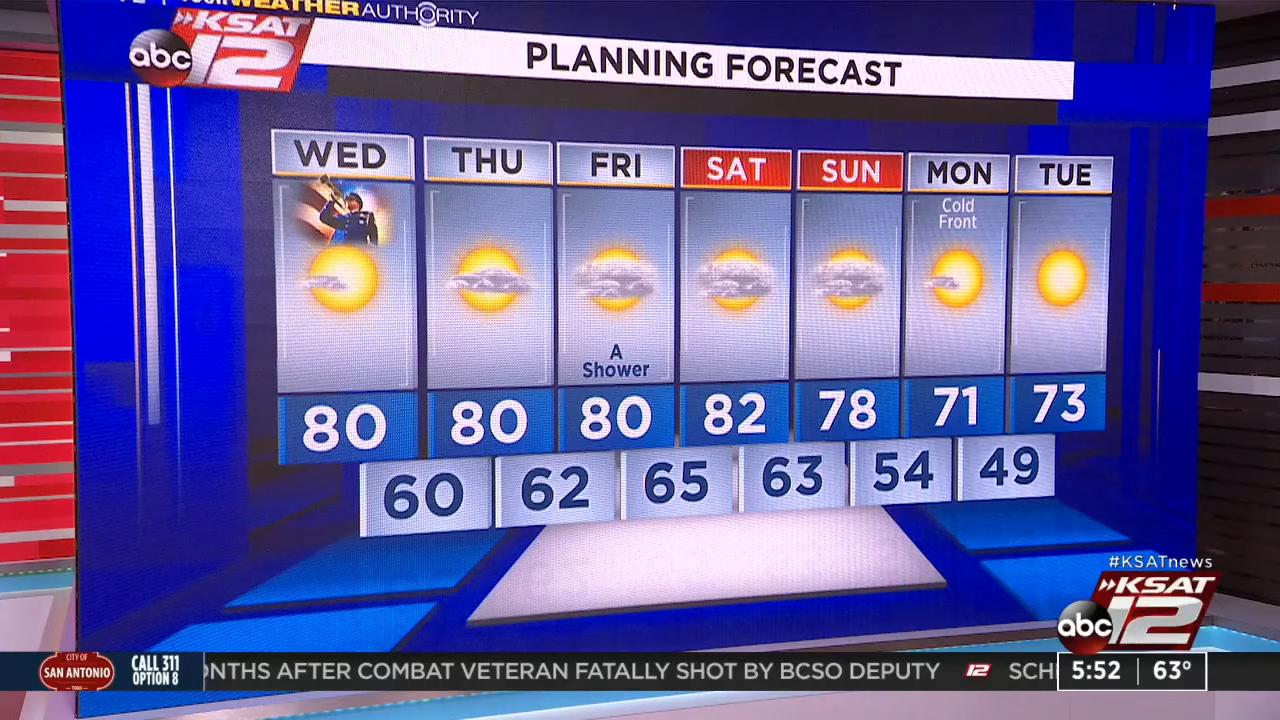 WEATHER AUTHORITY
KSAT
abc 12
PLANNING FORECAST
WED THU FRI SAT SUN MON TUE
Cold
Front
A
Shower
80 80 80 82 78 71 73
60 62 65 63 54 49
#KSATnews
KSAT
abc 12
CITY OF
SAN ANTONIO
TEXAS
CALL 311
OPTION 8
ONTHS AFTER COMBAT VETERAN FATALLY SHOT BY BCSO DEPUTY 12 SCH
5:52 63°